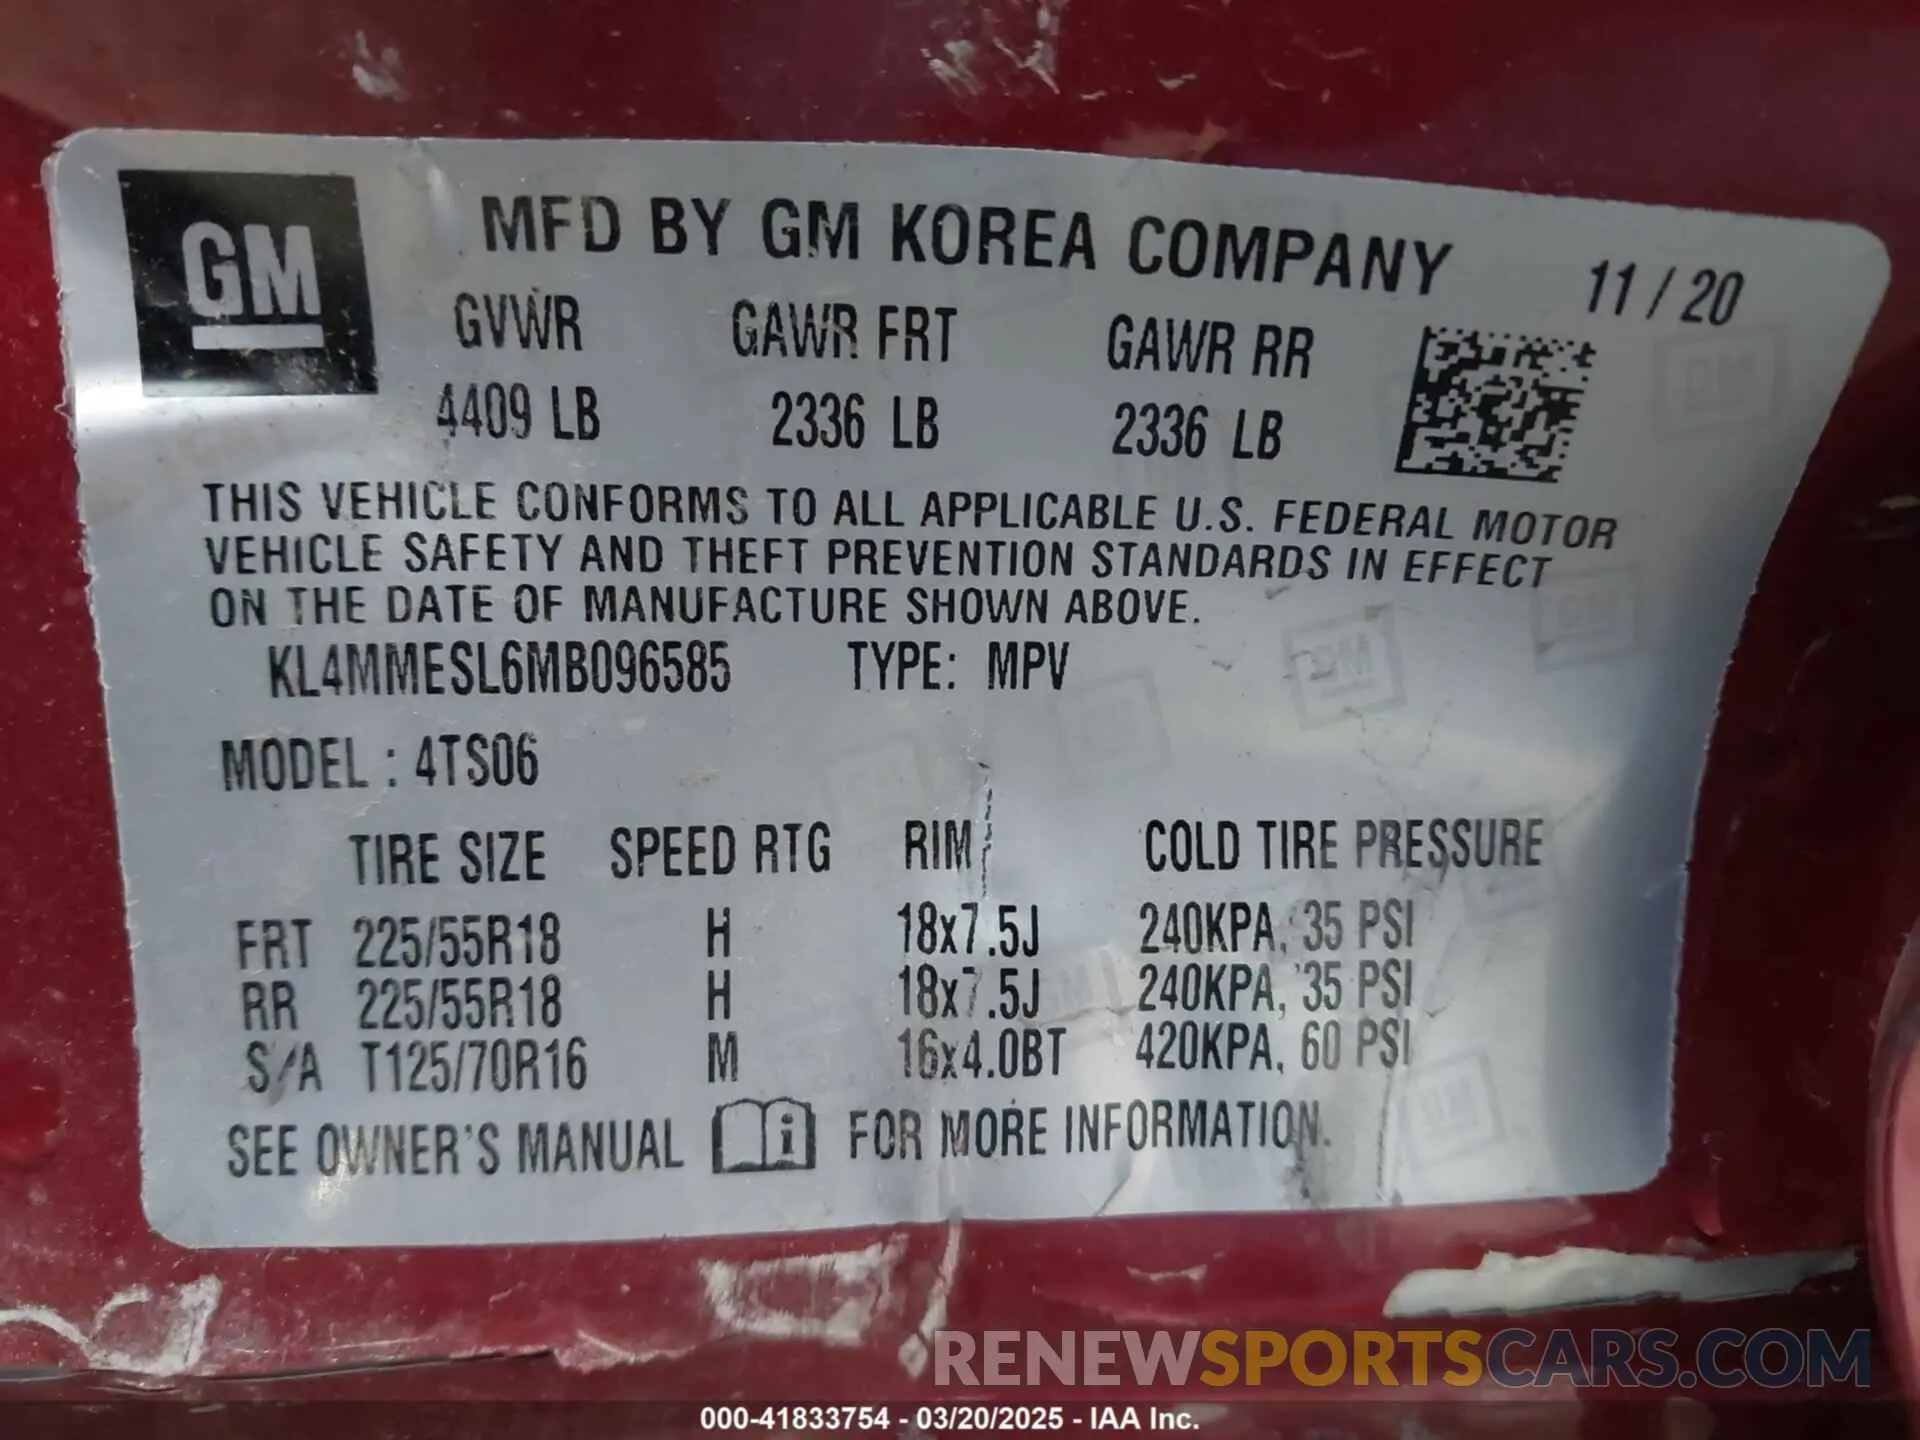 GM
MFD BY GM KOREA COMPANY
11 / 20
GVWR GAWR FRT GAWR RR
4409 LB 2336 LB 2336 LB
THIS VEHICLE CONFORMS TO ALL APPLICABLE U.S. FEDERAL MOTOR
VEHICLE SAFETY AND THEFT PREVENTION STANDARDS IN EFFECT
ON THE DATE OF MANUFACTURE SHOWN ABOVE.
KL4MMESL6MB096585 TYPE: MPV
MODEL : 4TS06
TIRE SIZE SPEED RTG RIM COLD TIRE PRESSURE
FRT 225/55R18 H 18x7.5J 240KPA, 35 PSI
RR 225/55R18 H 18x7.5J 240KPA, 35 PSI
S/A T125/70R16 M 16x4.0BT 420KPA, 60 PSI
SEE OWNER'S MANUAL i FOR MORE INFORMATION.
RENEWSPORTSCARS.COM
000-41833754 - 03/20/2025 - IAA Inc.